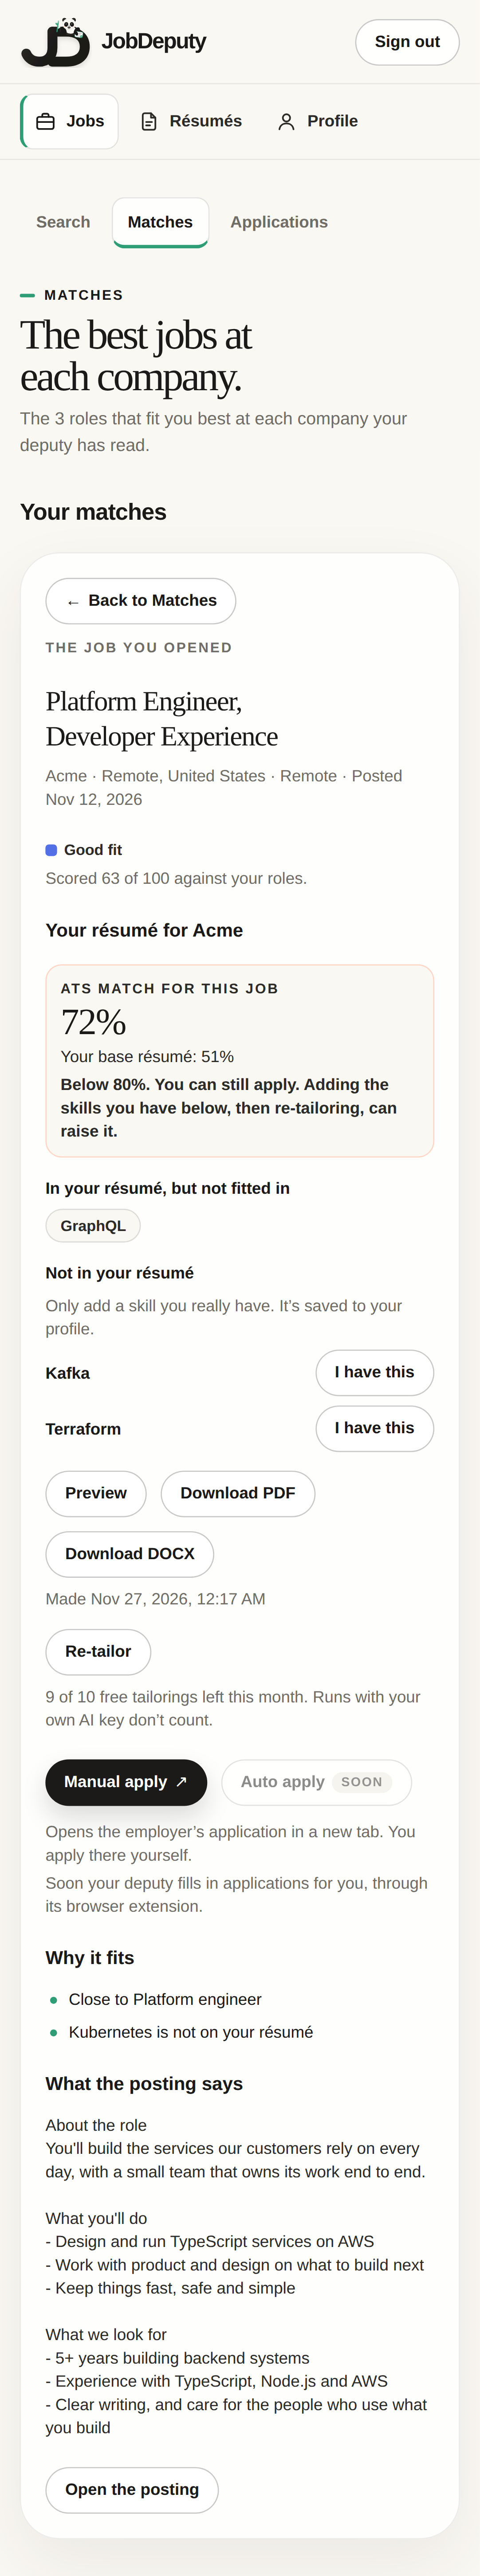 JobDeputy
Sign out
Jobs
Résumés
Profile
Search
Matches
Applications
MATCHES
The best jobs at
each company.
The 3 roles that fit you best at each company your
deputy has read.
Your matches
← Back to Matches
THE JOB YOU OPENED
Platform Engineer,
Developer Experience
Acme · Remote, United States · Remote · Posted
Nov 12, 2026
Good fit
Scored 63 of 100 against your roles.
Your résumé for Acme
ATS MATCH FOR THIS JOB
72%
Your base résumé: 51%
Below 80%. You can still apply. Adding the
skills you have below, then re-tailoring, can
raise it.
In your résumé, but not fitted in
GraphQL
Not in your résumé
Only add a skill you really have. It’s saved to your
profile.
Kafka
I have this
Terraform
I have this
Preview
Download PDF
Download DOCX
Made Nov 27, 2026, 12:17 AM
Re-tailor
9 of 10 free tailorings left this month. Runs with your
own AI key don’t count.
Manual apply ↗
Auto apply SOON
Opens the employer’s application in a new tab. You
apply there yourself.
Soon your deputy fills in applications for you, through
its browser extension.
Why it fits
Close to Platform engineer
Kubernetes is not on your résumé
What the posting says
About the role
You'll build the services our customers rely on every
day, with a small team that owns its work end to end.
What you'll do
- Design and run TypeScript services on AWS
- Work with product and design on what to build next
- Keep things fast, safe and simple
What we look for
- 5+ years building backend systems
- Experience with TypeScript, Node.js and AWS
- Clear writing, and care for the people who use what
you build
Open the posting